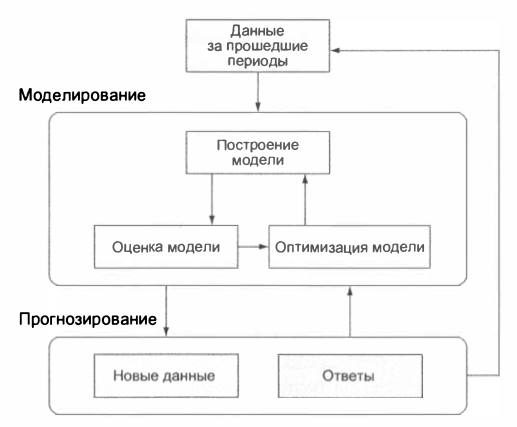 Данные
за прошедшие
периоды
Моделирование
Построение
модели
Оценка модели
Оптимизация модели
Прогнозирование
Новые данные
Ответы